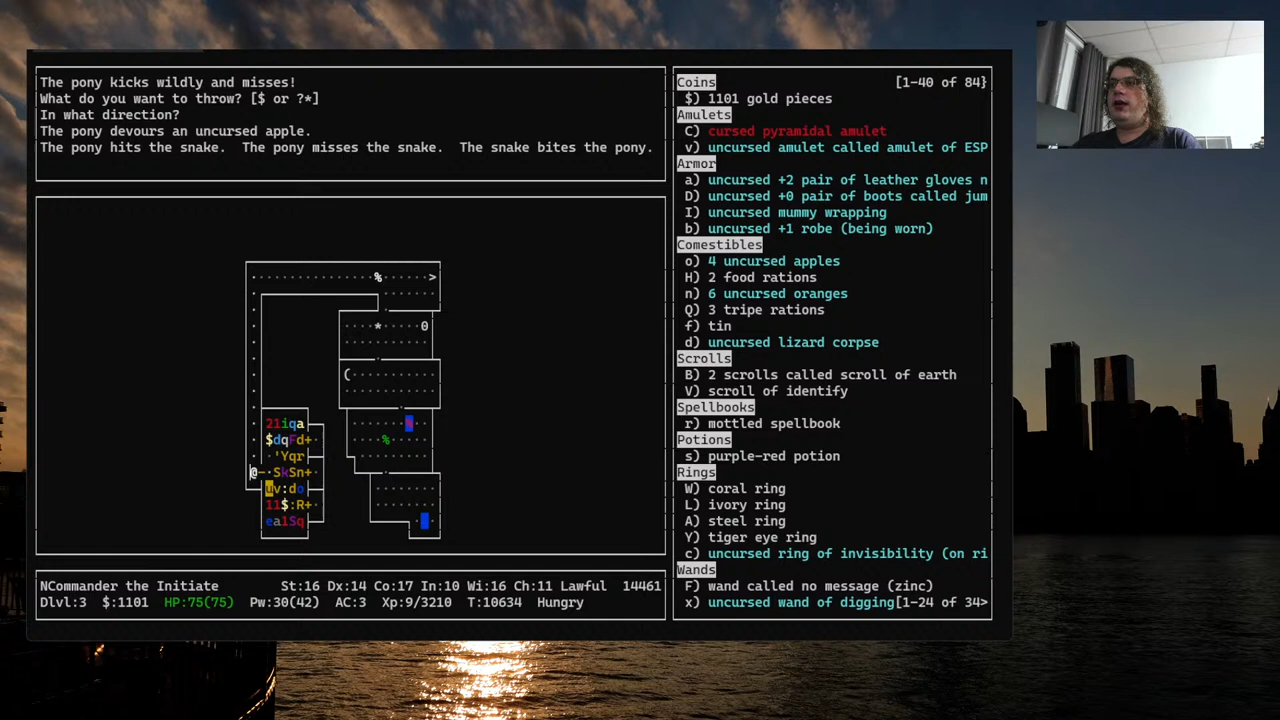 The pony kicks wildly and misses!
What do you want to throw? [$ or ?*]
In what direction?
The pony devours an uncursed apple.
The pony hits the snake.  The pony misses the snake.  The snake bites the pony.
%
>
*
0
(
21iqa
$dqFd+
'Yqr
@-·SkSn+
%
uv:do
11$:R+
ea1Sq
NCommander the Initiate St:16 Dx:14 Co:17 In:10 Wi:16 Ch:11 Lawful 14461
Dlvl:3 $:1101 HP:75(75) Pw:30(42) AC:3 Xp:9/3210 T:10634 Hungry
Coins [1-40 of 84}
$) 1101 gold pieces
Amulets
C) cursed pyramidal amulet
v) uncursed amulet called amulet of ESP
Armor
a) uncursed +2 pair of leather gloves n
D) uncursed +0 pair of boots called jum
I) uncursed mummy wrapping
b) uncursed +1 robe (being worn)
Comestibles
o) 4 uncursed apples
H) 2 food rations
n) 6 uncursed oranges
Q) 3 tripe rations
f) tin
d) uncursed lizard corpse
Scrolls
B) 2 scrolls called scroll of earth
V) scroll of identify
Spellbooks
r) mottled spellbook
Potions
s) purple-red potion
Rings
W) coral ring
L) ivory ring
A) steel ring
Y) tiger eye ring
c) uncursed ring of invisibility (on ri
Wands
F) wand called no message (zinc)
x) uncursed wand of digging[1-24 of 34>